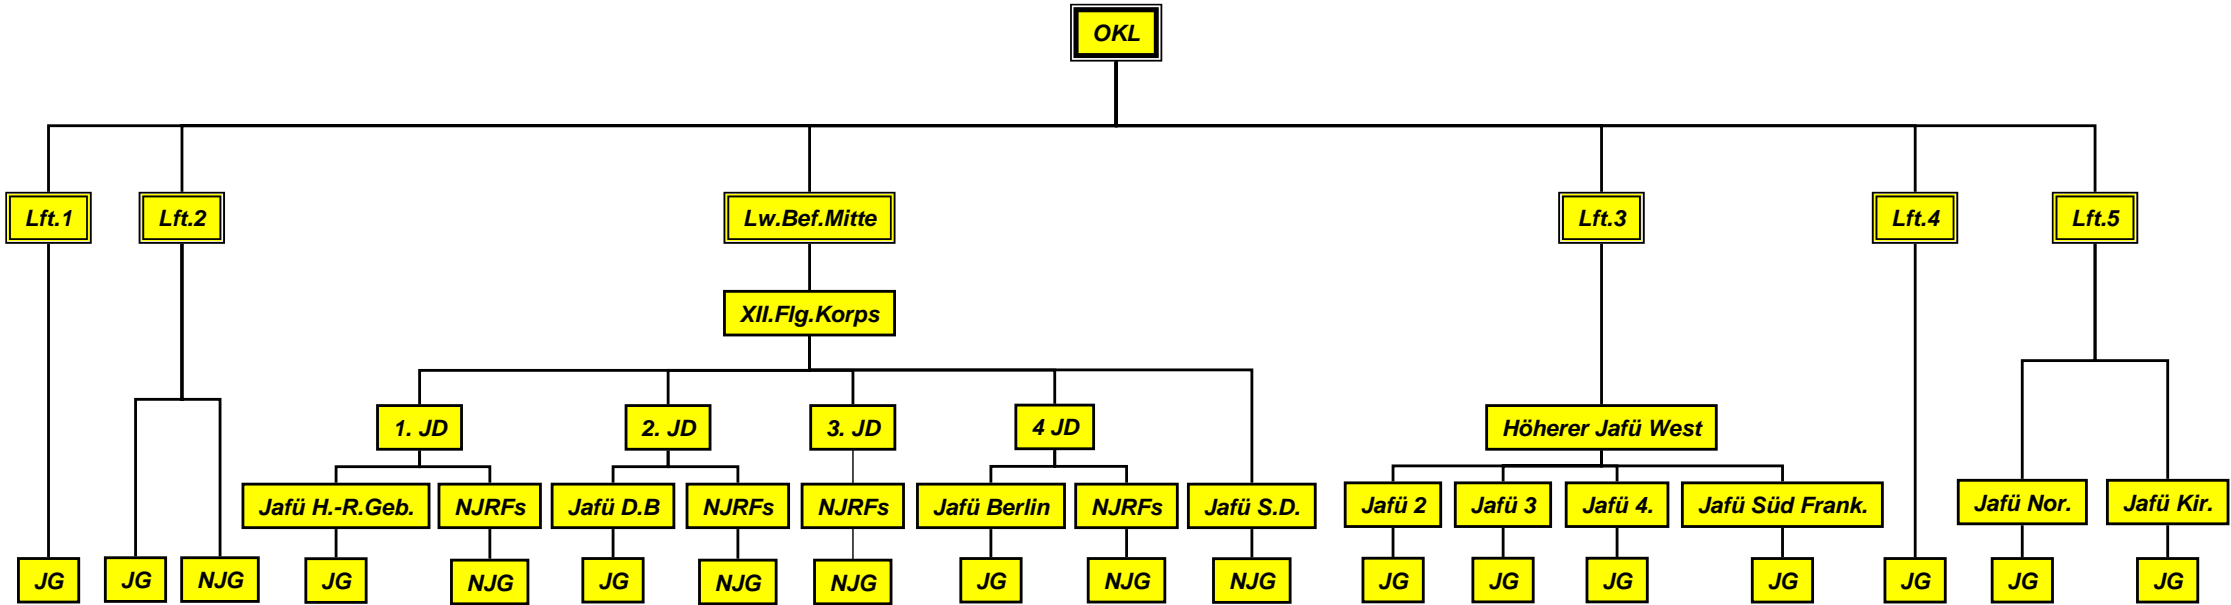 OKL
Lft.1
Lft.2
Lw.Bef.Mitte
Lft.3
Lft.4
Lft.5
XII.Flg.Korps
1. JD
2. JD
3. JD
4 JD
Höherer Jafü West
Jafü H.-R.Geb.
NJRFs
Jafü D.B
NJRFs
NJRFs
Jafü Berlin
NJRFs
Jafü S.D.
Jafü 2
Jafü 3
Jafü 4.
Jafü Süd Frank.
Jafü Nor.
Jafü Kir.
JG
JG
NJG
JG
NJG
JG
NJG
NJG
JG
NJG
NJG
JG
JG
JG
JG
JG
JG
JG